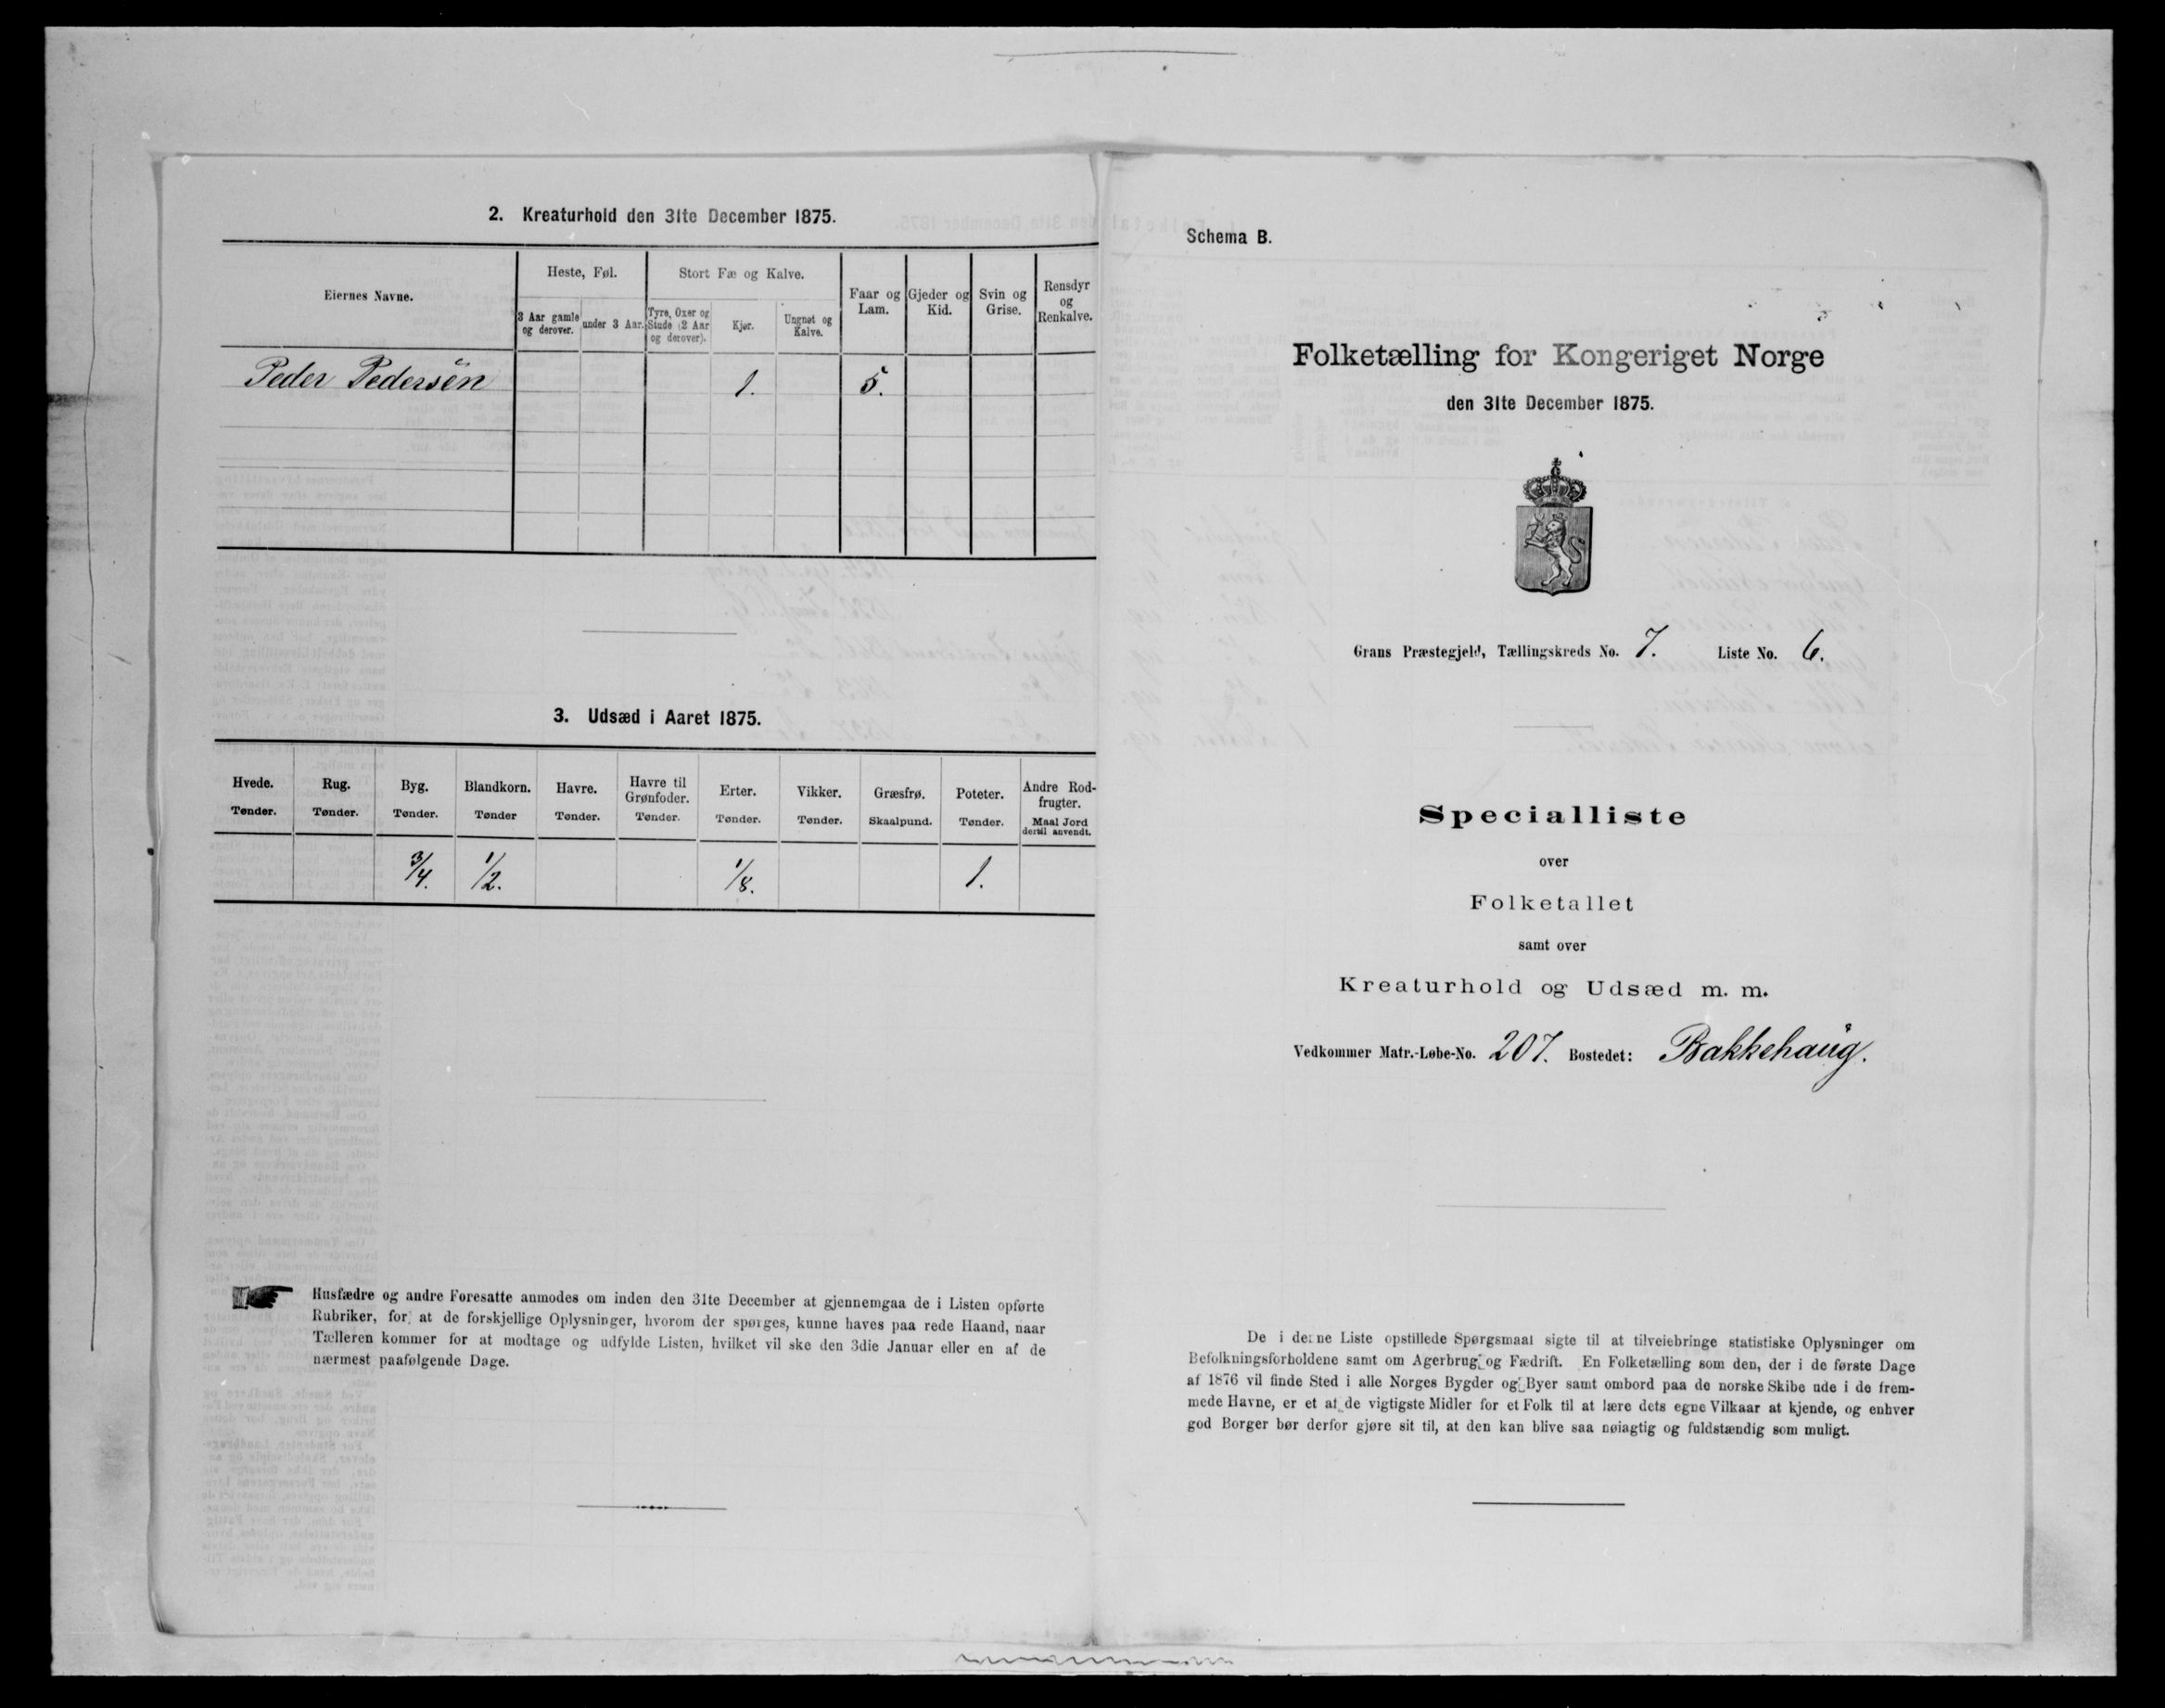 2. Kreaturhold den 31te December 1875.
Eiernes Navne.
Heste, Føl.
Stort Fæ og Kalve.
Faar og Lam.
Gjeder og Kid.
Svin og Grise.
Rensdyr og Renkalve.
3 Aar gamle og derover.
under 3 Aar.
Tyre, Oxer og Stude (2 Aar og derover).
Kjør.
Ungnøt og Kalve.
Peder Pedersen 1. 5.
3. Udsæd i Aaret 1875.
Hvede. Rug. Byg. Blandkorn. Havre. Havre til Grønfoder. Erter. Vikker. Græsfrø. Poteter. Andre Rodfrugter.
Tønder. Tønder. Tønder. Tønder Tønder. Tønder. Tønder. Tønder. Skaalpund. Tønder. Maal Jord dertil anvendt.
3/4. 1/2. 1/8. 1.
Husfædre og andre Foresatte anmodes om inden den 31te December at gjennemgaa de i Listen opførte
Rubriker, for at de forskjellige Oplysninger, hvorom der spørges, kunne haves paa rede Haand, naar
Tælleren kommer for at modtage og udfylde Listen, hvilket vil ske den 3die Januar eller en af de
nærmest paafølgende Dage.
Schema B.
Folketælling for Kongeriget Norge
den 31te December 1875.
Grans Præstegjeld, Tællingskreds No. 7. Liste No. 6.
Specialliste
over
Folketallet
samt over
Kreaturhold og Udsæd m. m.
Vedkommer Matr.-Løbe-No. 207. Bostedet: Bakkehaug.
De i denne Liste opstillede Spørgsmaal sigte til at tilveiebringe statistiske Oplysninger om
Befolkningsforholdene samt om Agerbrug og Fædrift. En Folketælling som den, der i de første Dage
af 1876 vil finde Sted i alle Norges Bygder og Byer samt ombord paa de norske Skibe ude i de frem-
mede Havne, er et af de vigtigste Midler for et Folk til at lære dets egne Vilkaar at kjende, og enhver
god Borger bør derfor gjøre sit til, at den kan blive saa nøiagtig og fuldstændig som muligt.